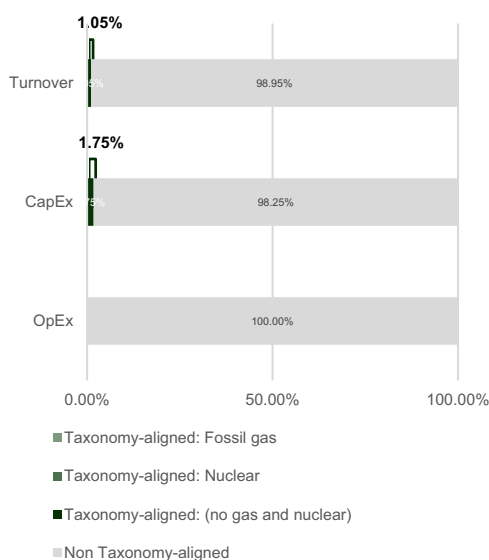 1.05%
Turnover
98.95%
1.75%
CapEx
98.25%
OpEx
100.00%
0.00% 50.00% 100.00%
Taxonomy-aligned: Fossil gas
Taxonomy-aligned: Nuclear
Taxonomy-aligned: (no gas and nuclear)
Non Taxonomy-aligned